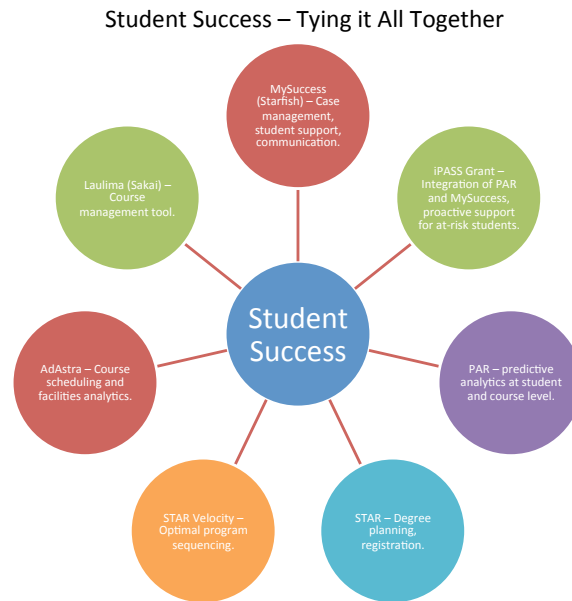 Student Success – Tying it All Together
MySuccess
(Starfish) – Case
management,
student support,
communication.
iPASS Grant –
Integration of PAR
and MySuccess,
proactive support
for at-risk students.
PAR – predictive
analytics at student
and course level.
STAR – Degree
planning,
registration.
STAR Velocity –
Optimal program
sequencing.
AdAstra – Course
scheduling and
facilities analytics.
Laulima (Sakai) –
Course
management tool.
Student
Success